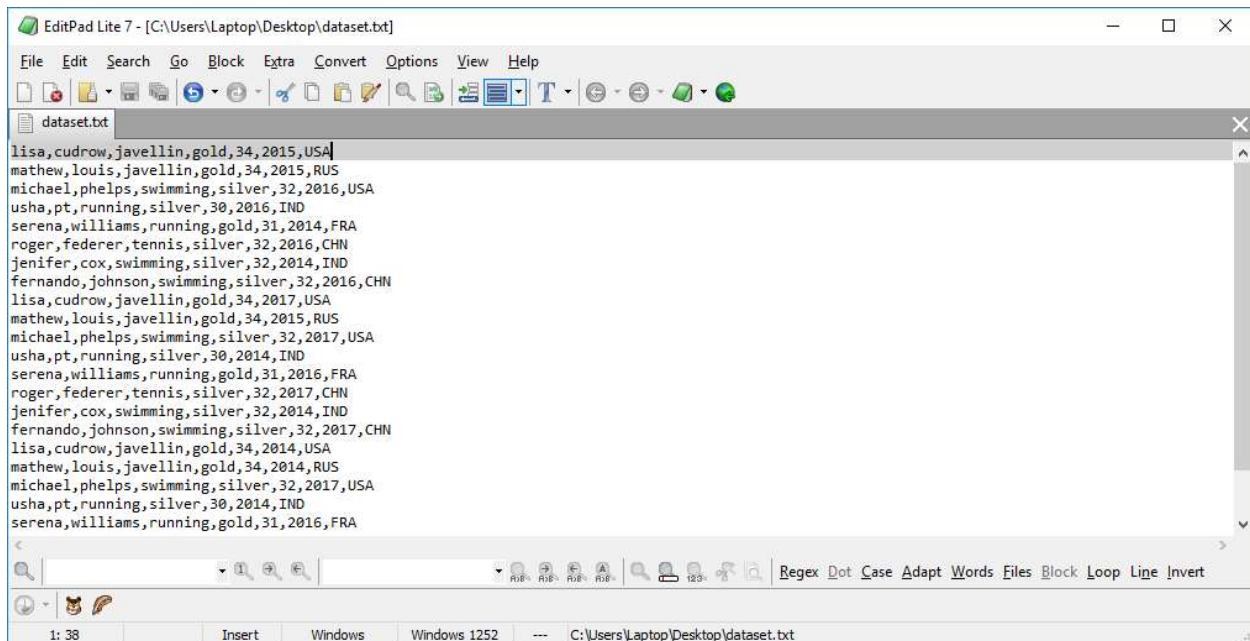 EditPad Lite 7 - [C:\Users\Laptop\Desktop\dataset.txt]
File Edit Search Go Block Extra Convert Options View Help
dataset.txt
lisa,cudrow,javellin,gold,34,2015,USA
mathew,louis,javellin,gold,34,2015,RUS
michael,phelps,swimming,silver,32,2016,USA
usha,pt,running,silver,30,2016,IND
serena,williams,running,gold,31,2014,FRA
roger,federer,tennis,silver,32,2016,CHN
jenifer,cox,swimming,silver,32,2014,IND
fernando,johnson,swimming,silver,32,2016,CHN
lisa,cudrow,javellin,gold,34,2017,USA
mathew,louis,javellin,gold,34,2015,RUS
michael,phelps,swimming,silver,32,2017,USA
usha,pt,running,silver,30,2014,IND
serena,williams,running,gold,31,2016,FRA
roger,federer,tennis,silver,32,2017,CHN
jenifer,cox,swimming,silver,32,2014,IND
fernando,johnson,swimming,silver,32,2017,CHN
lisa,cudrow,javellin,gold,34,2014,USA
mathew,louis,javellin,gold,34,2014,RUS
michael,phelps,swimming,silver,32,2017,USA
usha,pt,running,silver,30,2014,IND
serena,williams,running,gold,31,2016,FRA
Regex Dot Case Adapt Words Files Block Loop Line Invert
1: 38 Insert Windows Windows 1252 --- C:\Users\Laptop\Desktop\dataset.txt